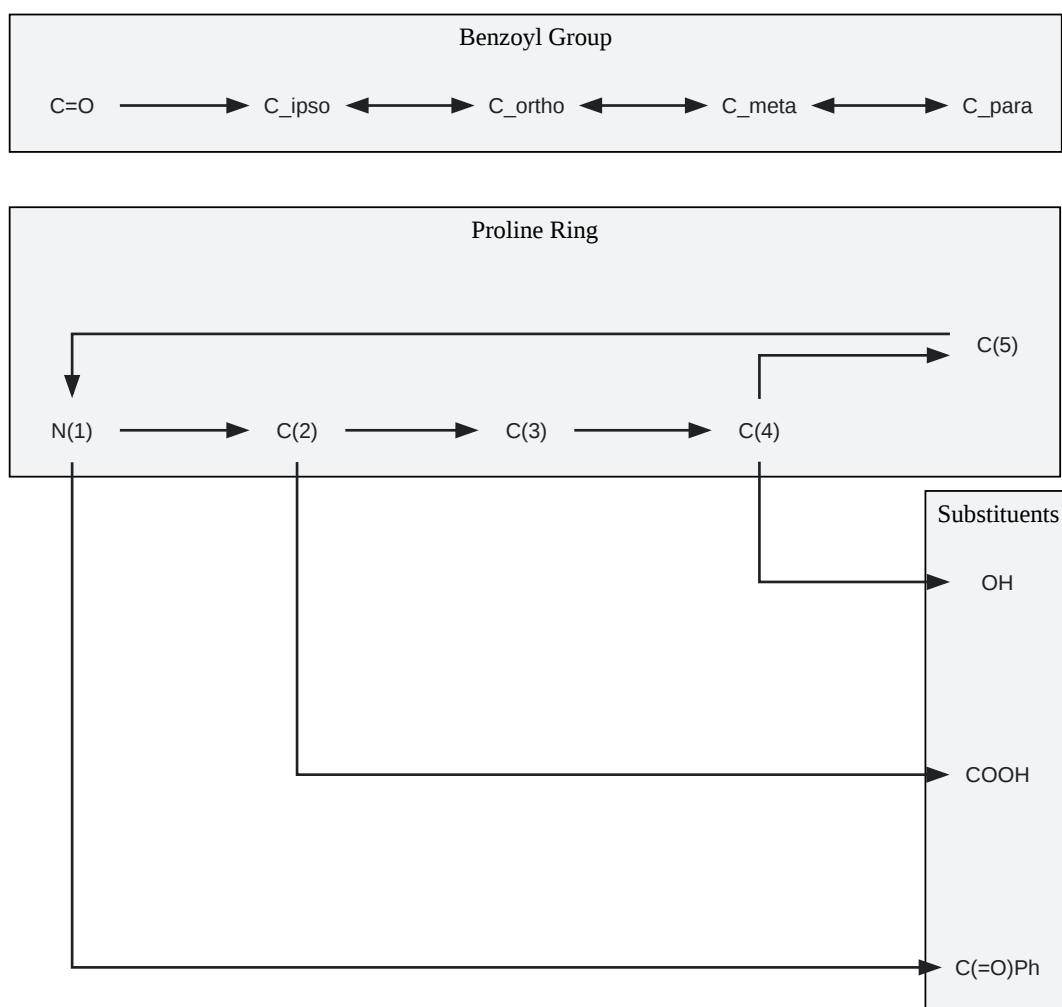 Benzoyl Group
C=O C_ipso C_ortho C_meta C_para
Proline Ring
C(5)
N(1) C(2) C(3) C(4)
Substituents
OH
COOH
C(=O)Ph